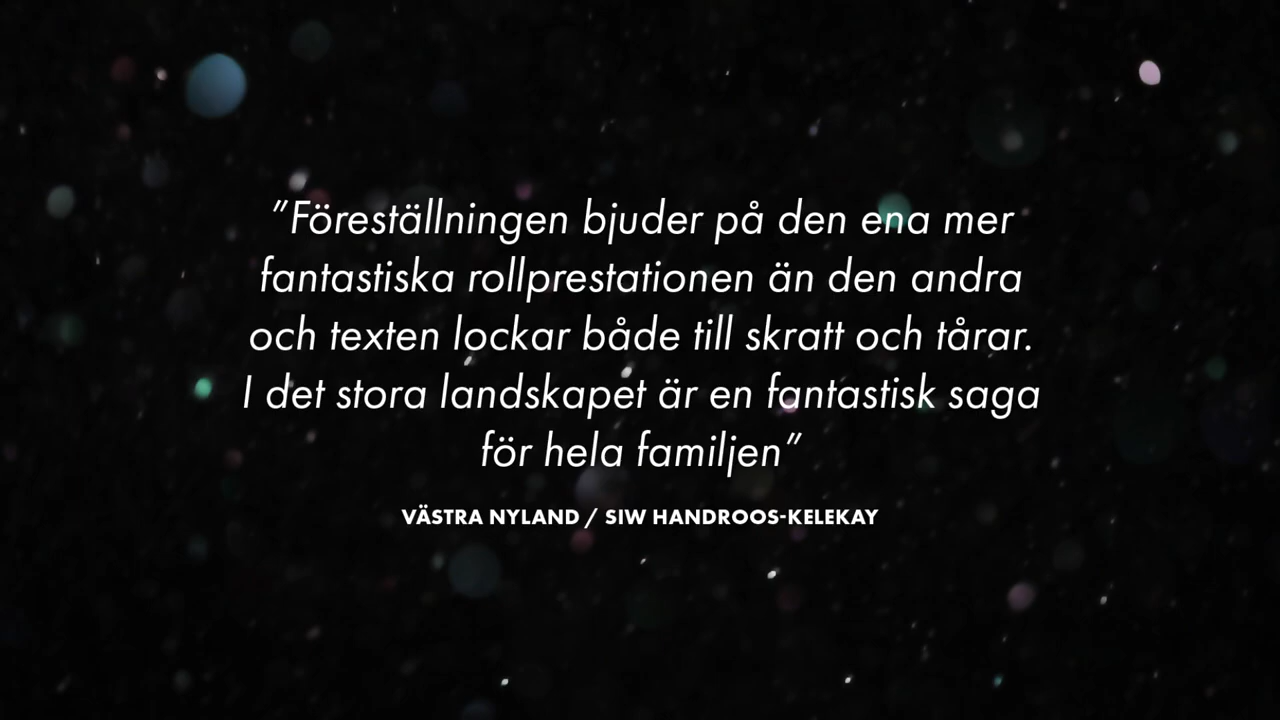 ”Föreställningen bjuder på den ena mer
fantastiska rollprestationen än den andra
och texten lockar både till skratt och tårar.
I det stora landskapet är en fantastisk saga
för hela familjen”
VÄSTRA NYLAND / SIW HANDROOS-KELEKAY